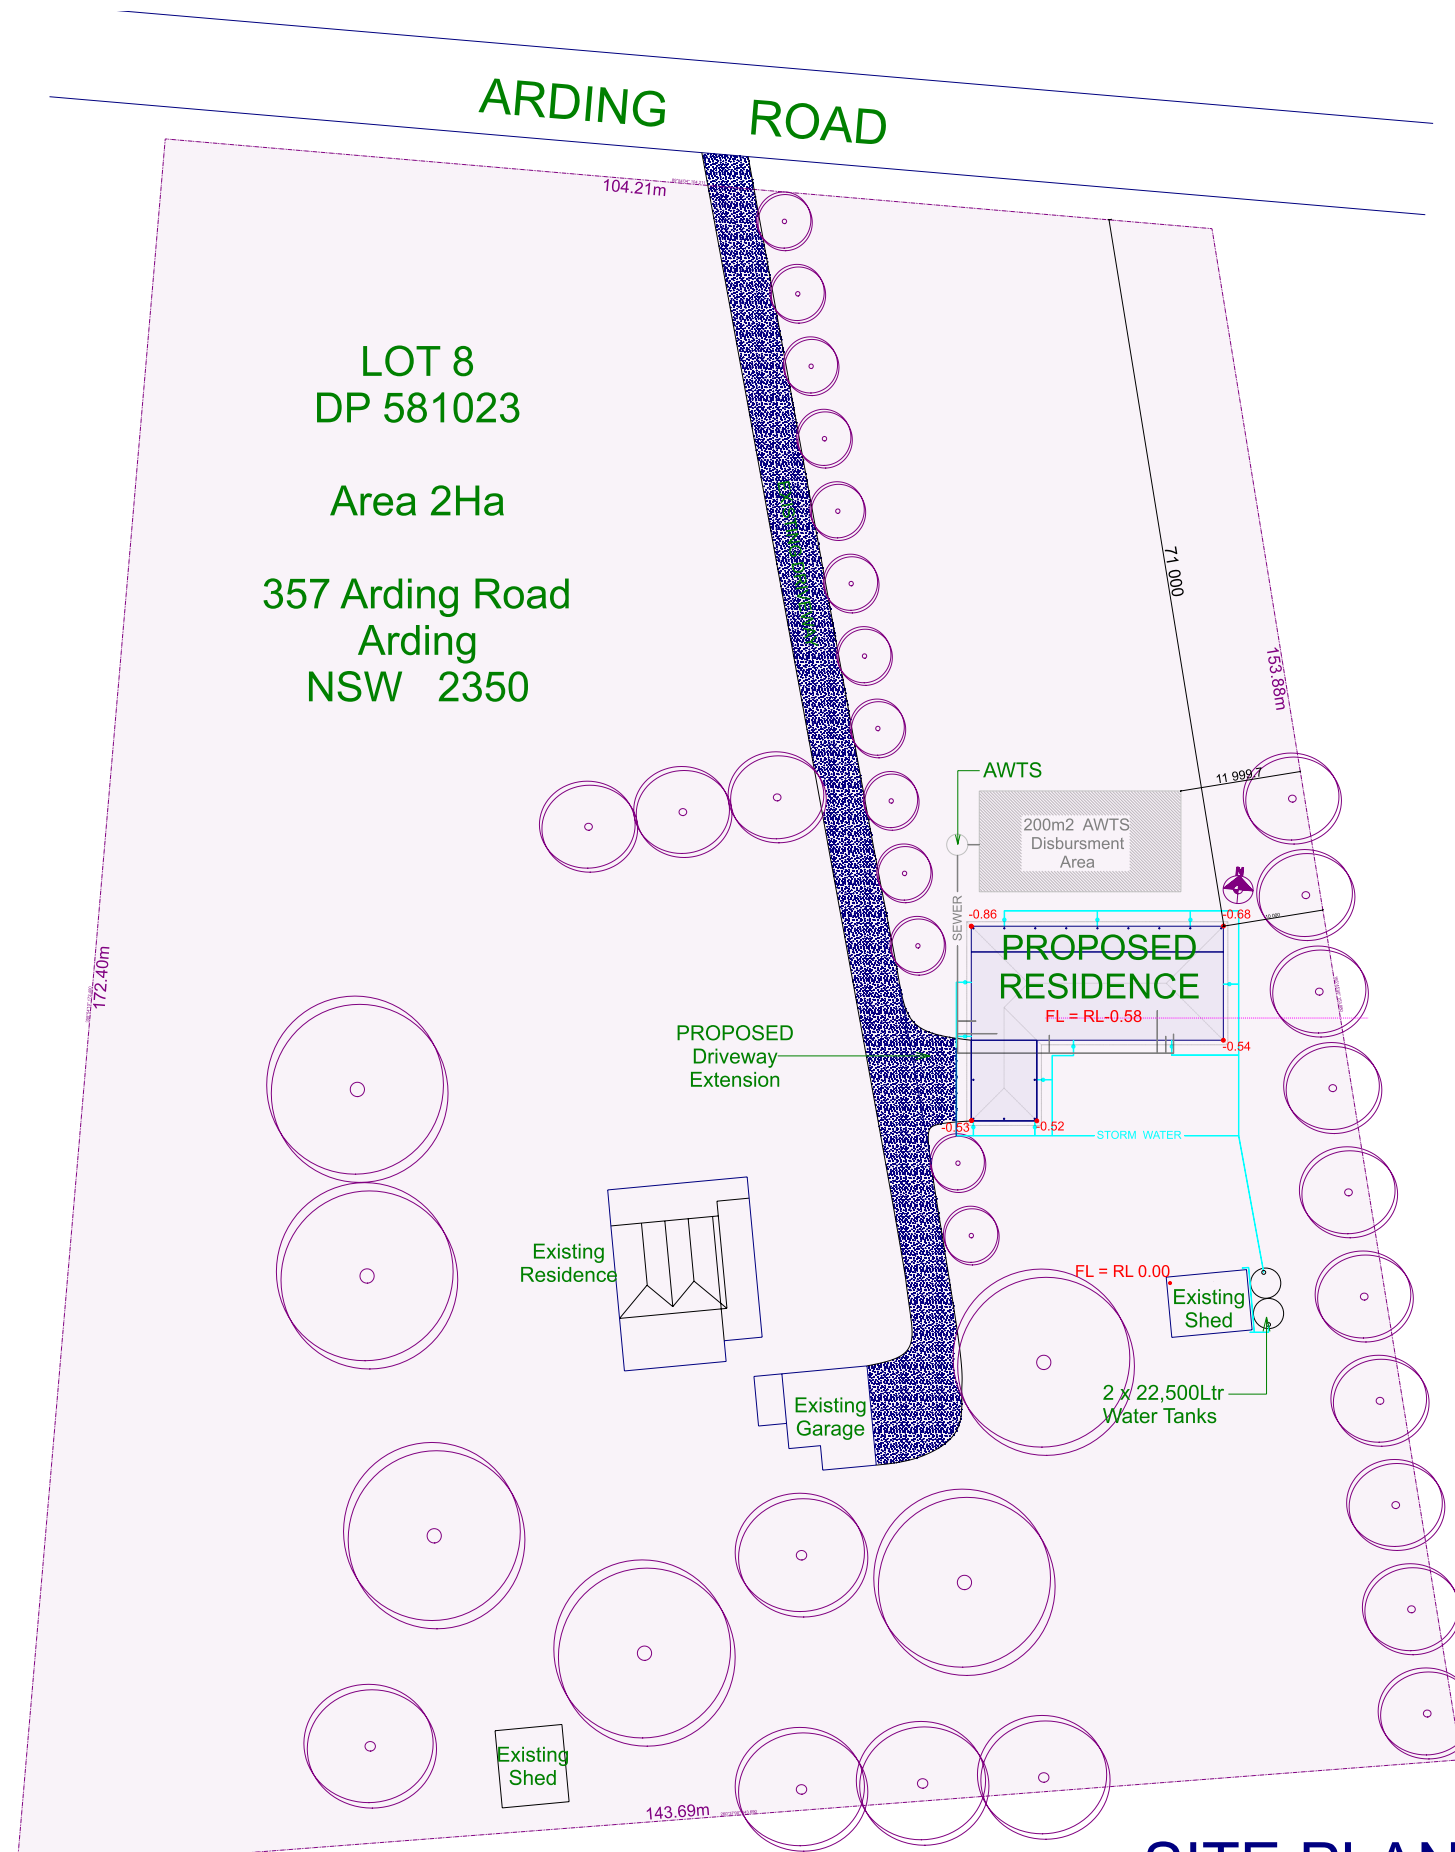 ARDING ROAD
104.21m
LOT 8
DP 581023
Area 2Ha
357 Arding Road
Arding
NSW 2350
71 000
153.88m
AWTS
11 999.7
200m2 AWTS
Disbursment
Area
N
SEWER
-0.86
-0.68
PROPOSED
RESIDENCE
FL = RL-0.58
172.40m
PROPOSED
Driveway
Extension
-0.54
-0.53
-0.52
STORM WATER
Existing
Residence
FL = RL 0.00
Existing
Shed
2 x 22,500Ltr
Water Tanks
Existing
Garage
Existing
Shed
143.69m
SITE PLAN